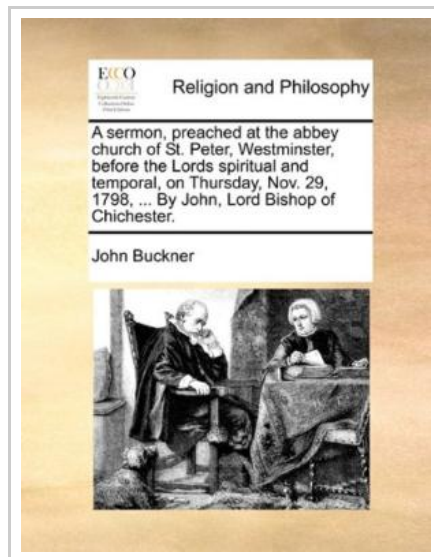 ECCO
Religion and Philosophy
A sermon, preached at the abbey
church of St. Peter, Westminster,
before the Lords spiritual and
temporal, on Thursday, Nov. 29,
1798, ... By John, Lord Bishop of
Chichester.
John Buckner